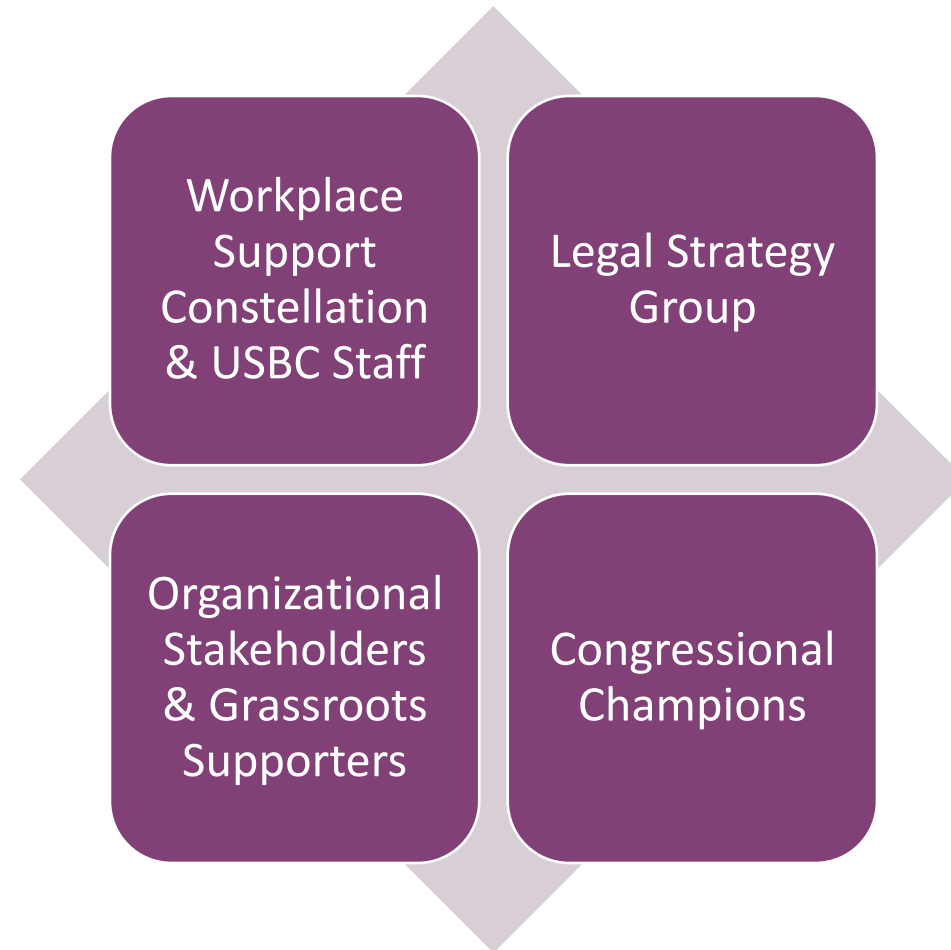 Workplace
Support
Constellation
& USBC Staff
Legal Strategy
Group
Organizational
Stakeholders
& Grassroots
Supporters
Congressional
Champions